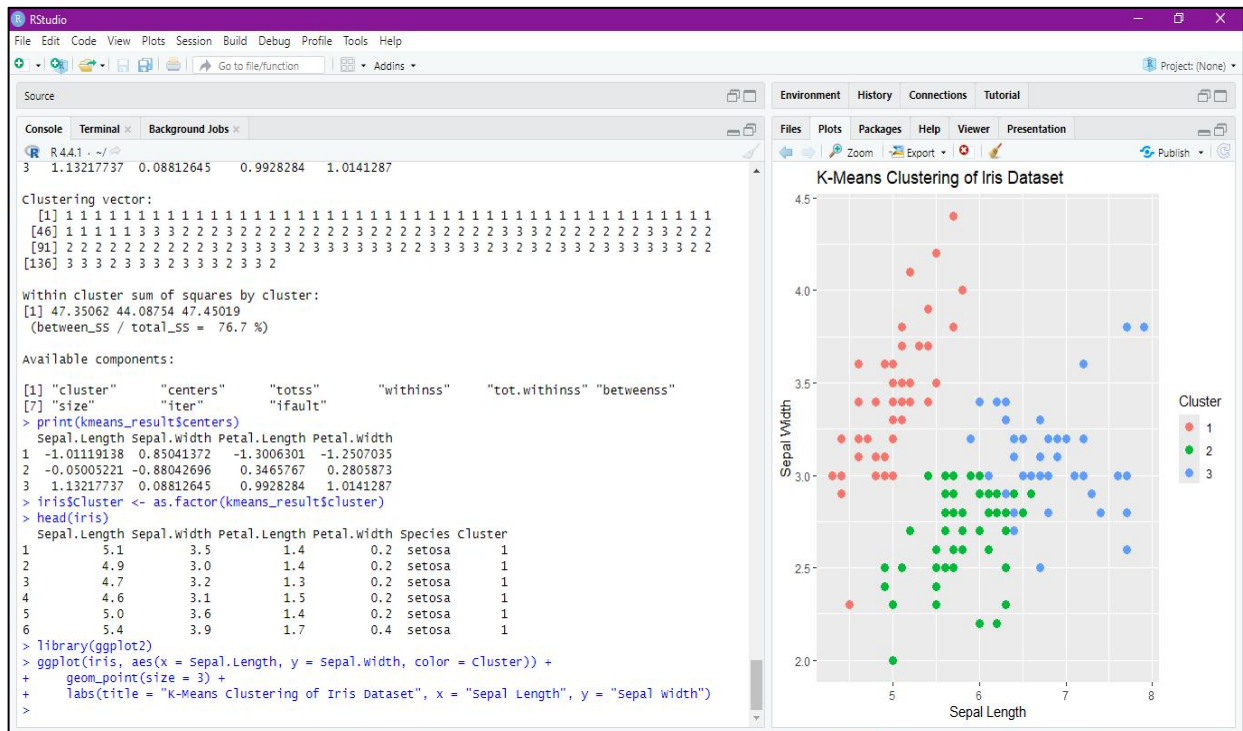 RStudio
File Edit Code View Plots Session Build Debug Profile Tools Help
Go to file/function
Addins
Project: (None)
Source
Console Terminal Background Jobs
R 4.4.1 · ~/
3 1.13217737 0.08812645 0.9928284 1.0141287
Clustering vector:
[1] 1 1 1 1 1 1 1 1 1 1 1 1 1 1 1 1 1 1 1 1 1 1 1 1 1 1 1 1 1 1 1 1 1 1 1 1 1 1 1 1 1 1 1 1 1
[46] 1 1 1 1 1 3 3 3 2 2 2 3 2 2 2 2 2 2 2 2 3 2 2 2 2 3 2 2 2 2 3 3 3 2 2 2 2 2 2 2 3 3 2 2 2
[91] 2 2 2 2 2 2 2 2 2 2 3 2 3 3 3 3 2 3 3 3 3 3 3 2 2 3 3 3 3 2 3 2 3 2 3 3 2 3 3 3 3 3 3 2 2
[136] 3 3 3 2 3 3 3 2 3 3 3 2 3 3 2
Within cluster sum of squares by cluster:
[1] 47.35062 44.08754 47.45019
(between_SS / total_SS = 76.7 %)
Available components:
[1] "cluster" "centers" "totss" "withinss" "tot.withinss" "betweenss"
[7] "size" "iter" "ifault"
> print(kmeans_result$centers)
Sepal.Length Sepal.Width Petal.Length Petal.Width
1 -1.01119138 0.85041372 -1.3006301 -1.2507035
2 -0.05005221 -0.88042696 0.3465767 0.2805873
3 1.13217737 0.08812645 0.9928284 1.0141287
> iris$Cluster <- as.factor(kmeans_result$cluster)
> head(iris)
Sepal.Length Sepal.Width Petal.Length Petal.Width Species Cluster
1 5.1 3.5 1.4 0.2 setosa 1
2 4.9 3.0 1.4 0.2 setosa 1
3 4.7 3.2 1.3 0.2 setosa 1
4 4.6 3.1 1.5 0.2 setosa 1
5 5.0 3.6 1.4 0.2 setosa 1
6 5.4 3.9 1.7 0.4 setosa 1
> library(ggplot2)
> ggplot(iris, aes(x = Sepal.Length, y = Sepal.Width, color = Cluster)) +
+ geom_point(size = 3) +
+ labs(title = "K-Means Clustering of Iris Dataset", x = "Sepal Length", y = "Sepal Width")
>
Environment History Connections Tutorial
Files Plots Packages Help Viewer Presentation
Zoom Export Publish
K-Means Clustering of Iris Dataset
4.5
4.0
3.5
3.0
2.5
2.0
Sepal Width
5 6 7 8
Sepal Length
Cluster
1
2
3